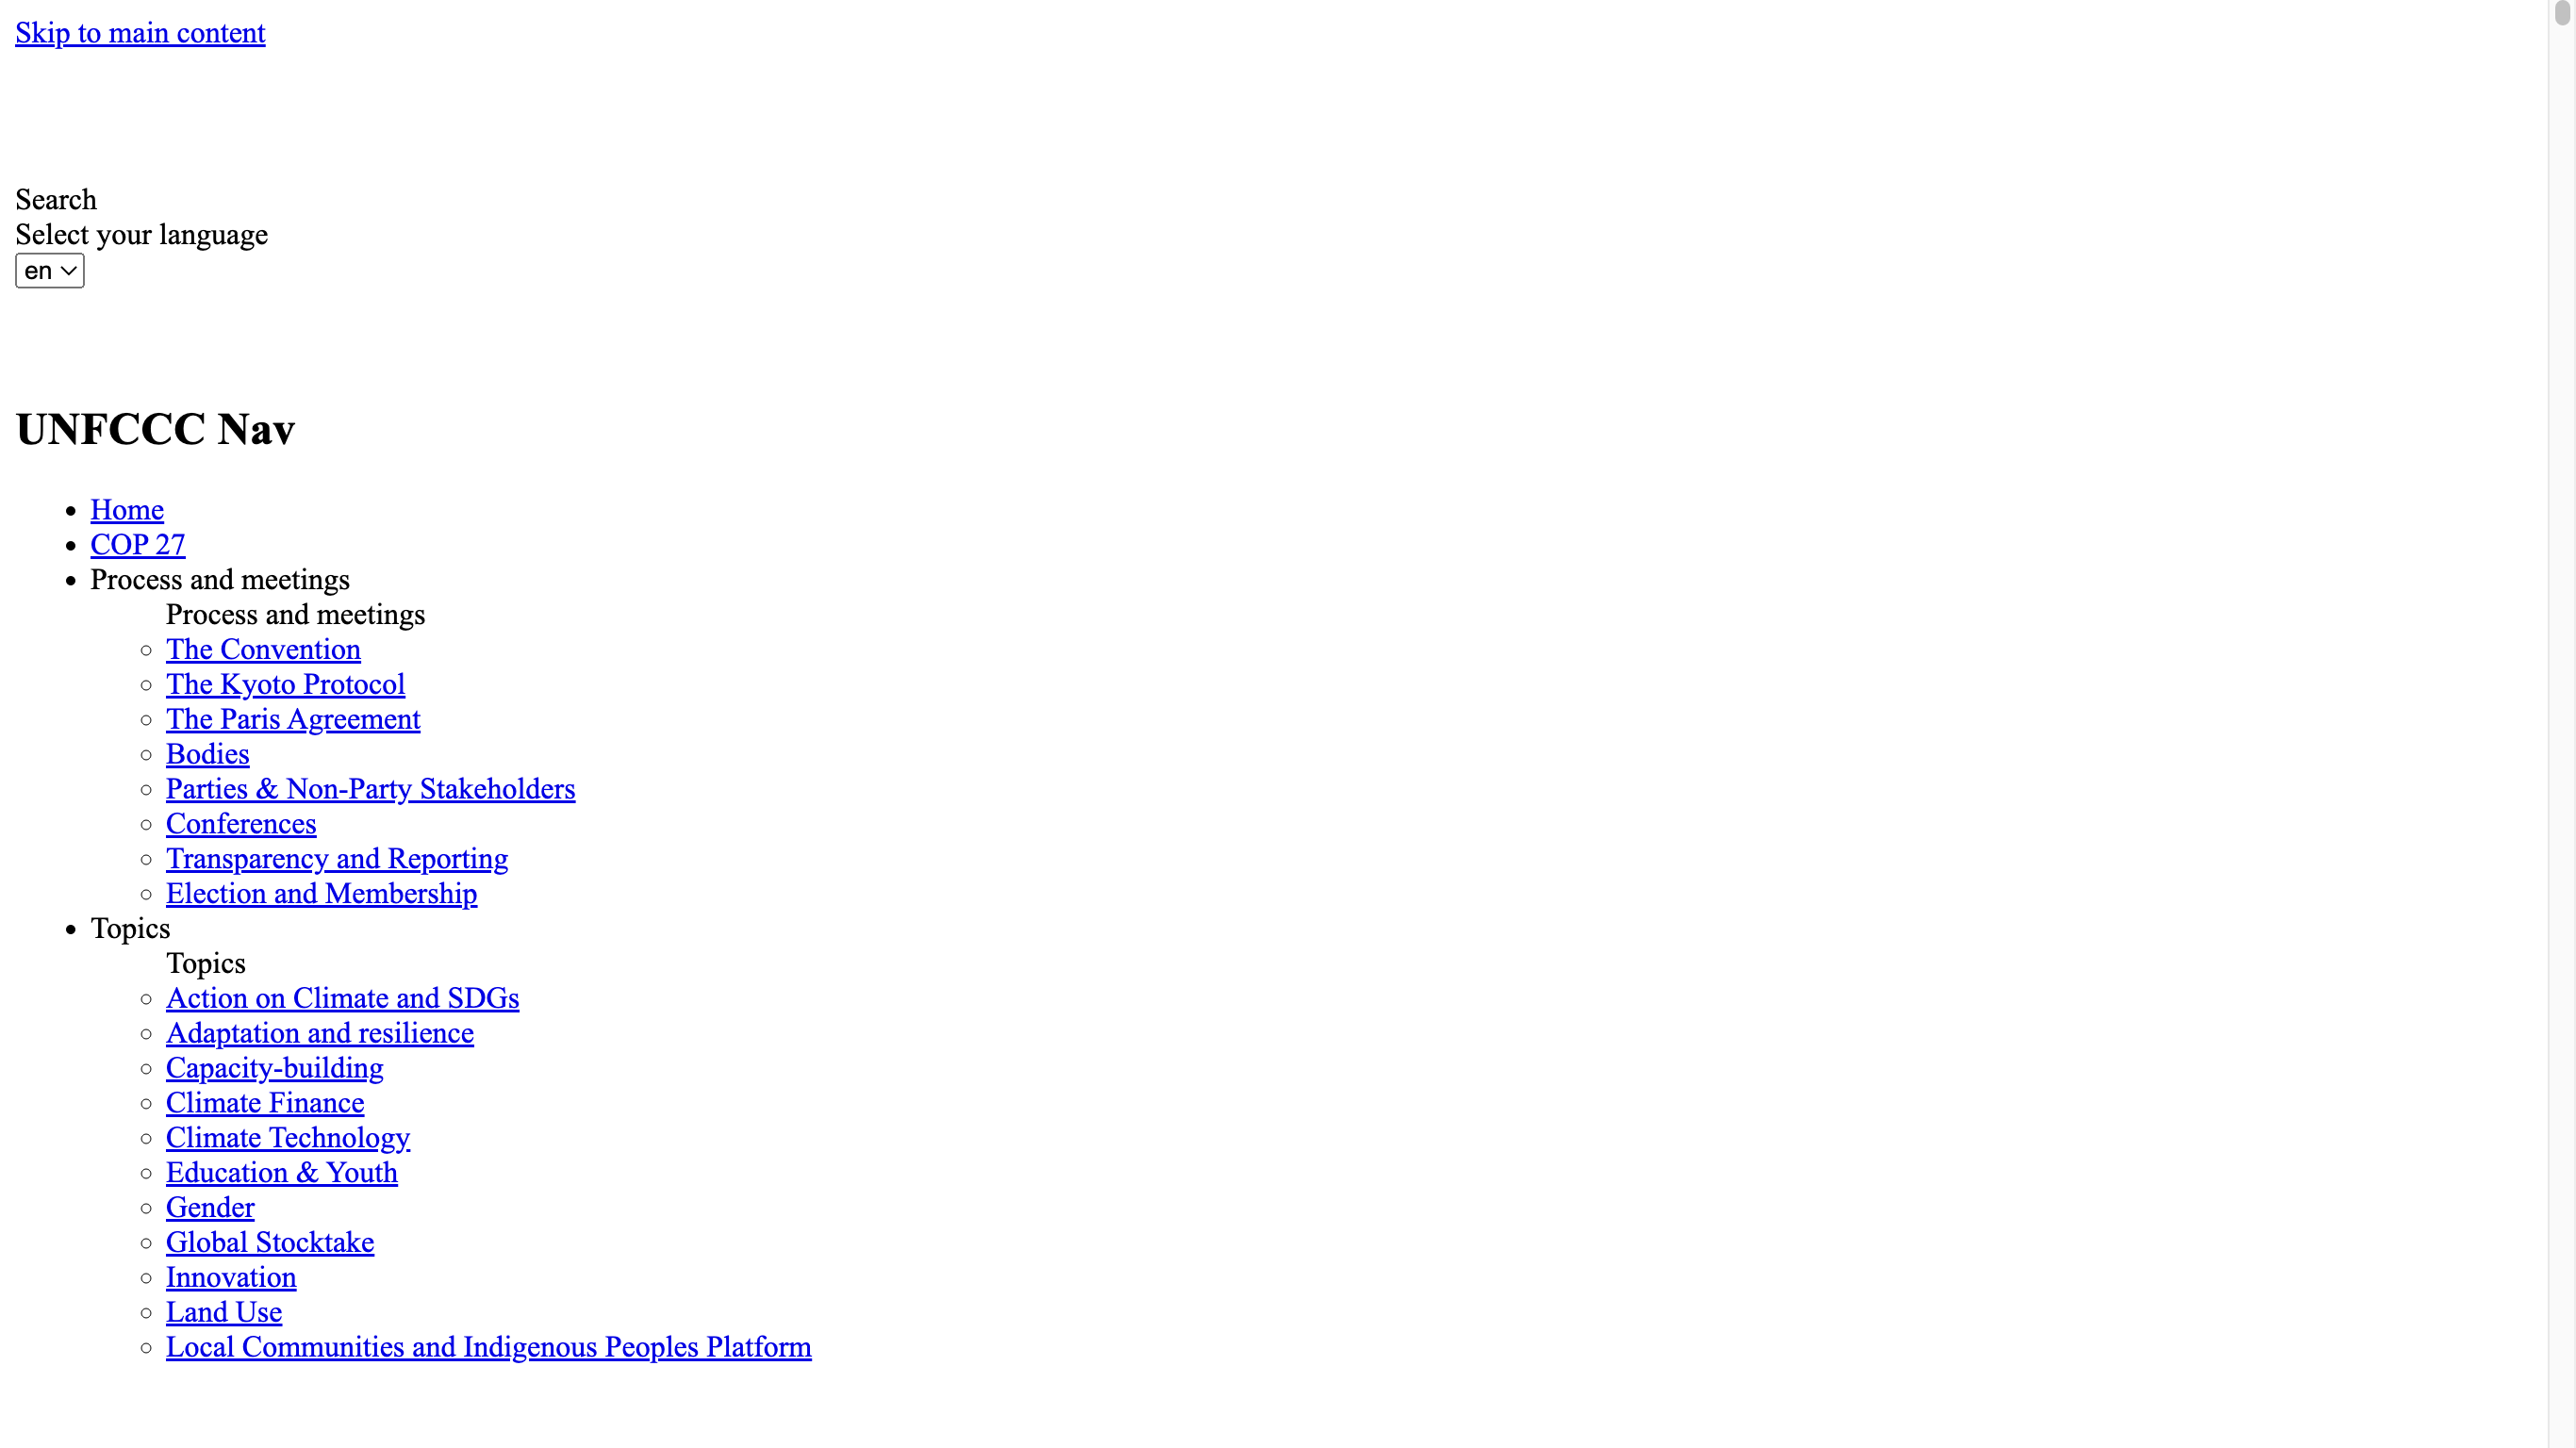 Skip to main content
Search
Select your language
en
UNFCCC Nav
Home
COP 27
Process and meetings
Process and meetings
The Convention
The Kyoto Protocol
The Paris Agreement
Bodies
Parties & Non-Party Stakeholders
Conferences
Transparency and Reporting
Election and Membership
Topics
Topics
Action on Climate and SDGs
Adaptation and resilience
Capacity-building
Climate Finance
Climate Technology
Education & Youth
Gender
Global Stocktake
Innovation
Land Use
Local Communities and Indigenous Peoples Platform